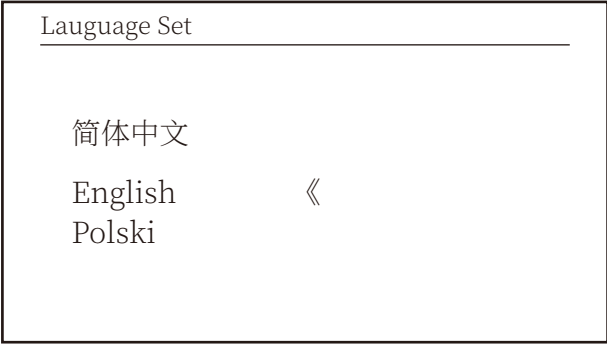 Lauguage Set
简体中文
English 《
Polski